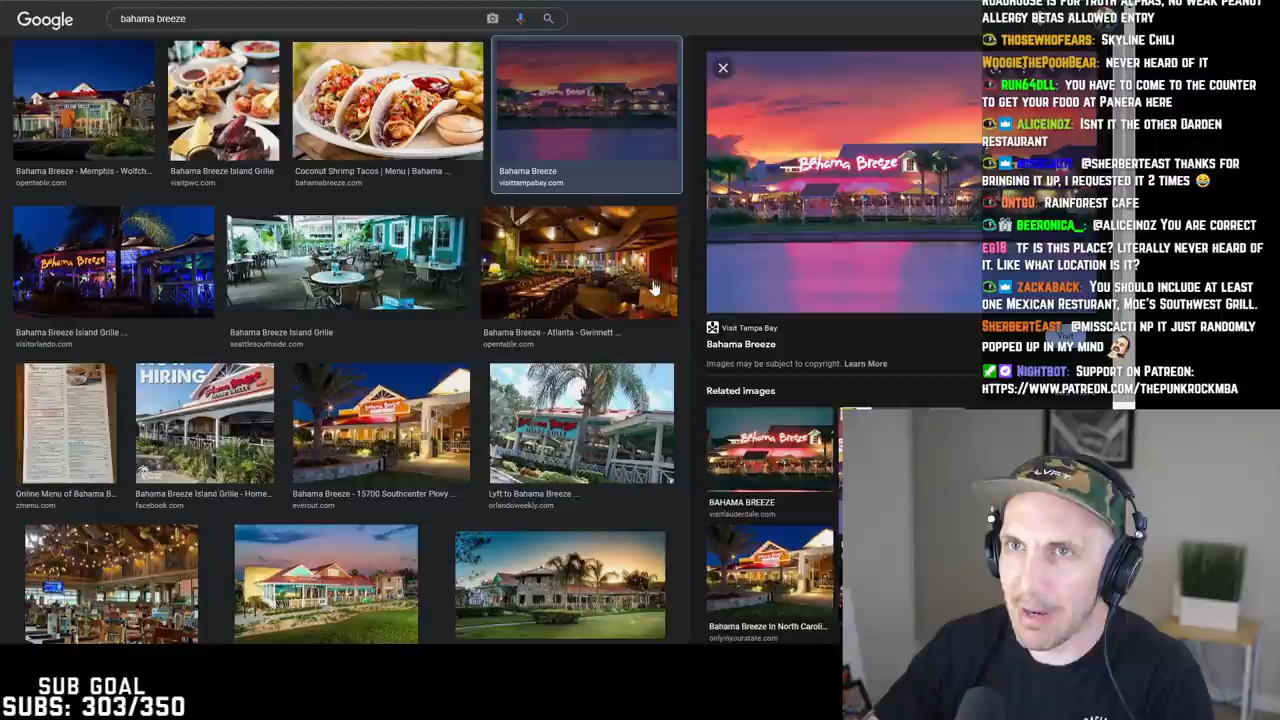 Google
bahama breeze
Bahama Breeze - Memphis - Wolfch...
opentable.com
Bahama Breeze Island Grille
visitpwc.com
Coconut Shrimp Tacos | Menu | Bahama ...
bahamabreeze.com
Bahama Breeze
visittampabay.com
Bahama Breeze
Bahama Breeze Island Grille ...
visitorlando.com
Bahama Breeze Island Grille
seattlesouthside.com
Bahama Breeze - Atlanta - Gwinnett ...
opentable.com
HIRING
Online Menu of Bahama B...
zmenu.com
Bahama Breeze Island Grille - Home...
facebook.com
Bahama Breeze - 15700 Southcenter Pkwy ...
everout.com
Lyft to Bahama Breeze ...
orlandoweekly.com
Bahama Breeze
Visit Tampa Bay
Bahama Breeze
Images may be subject to copyright. Learn More
Related images
BAHAMA BREEZE
visitlauderdale.com
Bahama Breeze In North Caroli...
onlyinyourstate.com
ROADHOUSE IS FOR TRUTH ALPHAS, NO WEAK PEANUT
ALLERGY BETAS ALLOWED ENTRY
THOSEWHOFEARS: SKYLINE CHILI
WOOGIETHEPOOHBEAR: NEVER HEARD OF IT
RUN64DLL: YOU HAVE TO COME TO THE COUNTER
TO GET YOUR FOOD AT PANERA HERE
ALICEINOZ: ISNT IT THE OTHER DARDEN
RESTAURANT
@SHERBERTEAST THANKS FOR
BRINGING IT UP, I REQUESTED IT 2 TIMES
ONTGO: RAINFOREST CAFE
BEERONICA_: @ALICEINOZ YOU ARE CORRECT
EG18 TF IS THIS PLACE? LITERALLY NEVER HEARD OF
IT. LIKE WHAT LOCATION IS IT?
ZACKABACK: YOU SHOULD INCLUDE AT LEAST
ONE MEXICAN RESTURANT, MOE'S SOUTHWEST GRILL.
SHERBERTEAST @MISSCACTI NP IT JUST RANDOMLY
POPPED UP IN MY MIND
NIGHTBOT: SUPPORT ON PATREON:
HTTPS://WWW.PATREON.COM/THEPUNKROCKMBA
LYFT
SUB GOAL
SUBS: 303/350